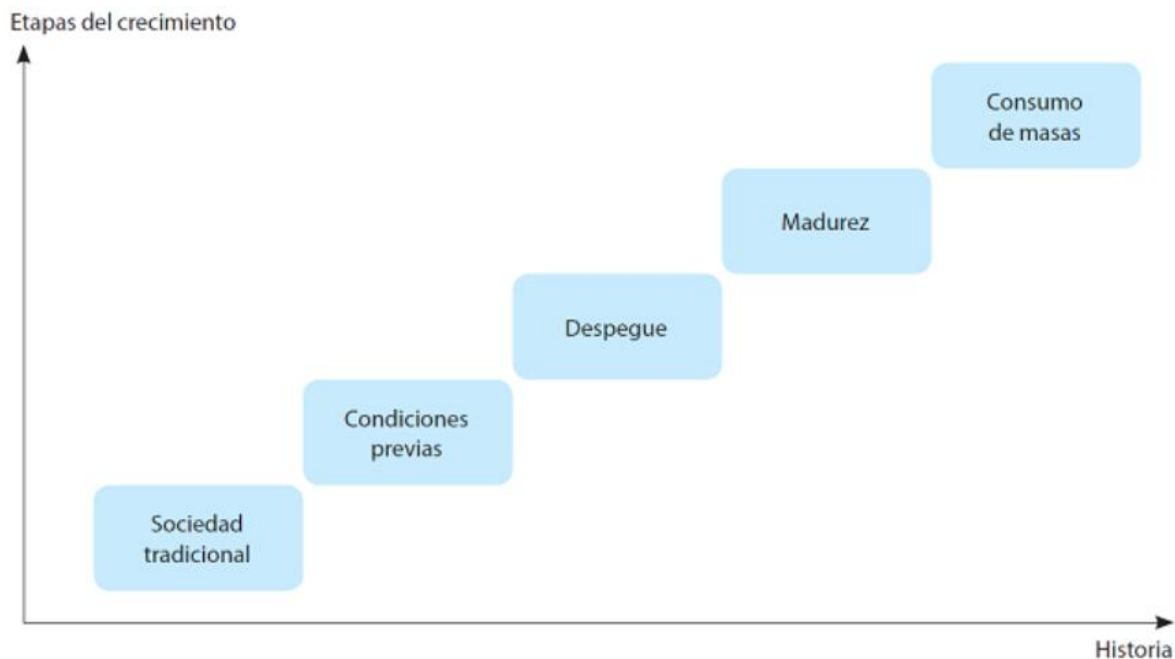 Etapas del crecimiento
Consumo
de masas
Madurez
Despegue
Condiciones
previas
Sociedad
tradicional
Historia